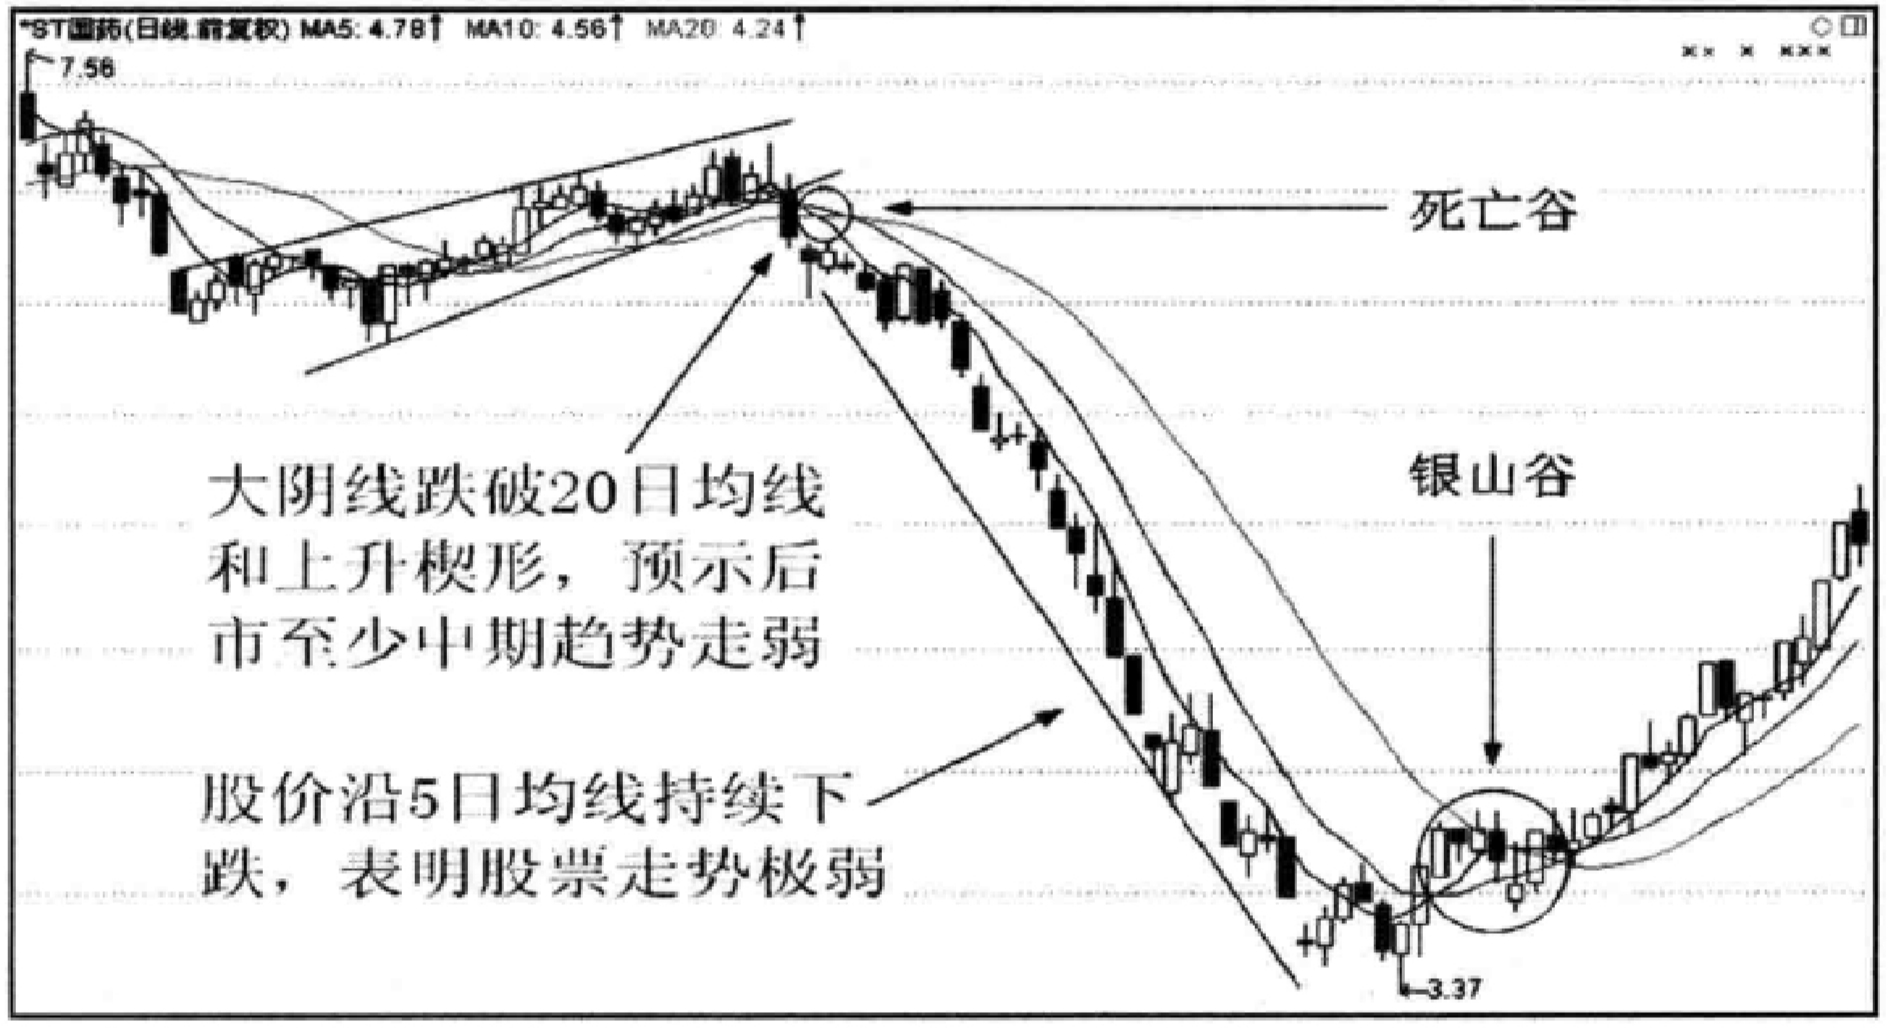 *ST国药(日线.前复权) MA5: 4.78↑ MA10: 4.56↑ MA20: 4.24↑
7.56
死亡谷
大阴线跌破20日均线
和上升楔形，预示后
市至少中期趋势走弱
银山谷
股价沿5日均线持续下
跌，表明股票走势极弱
3.37